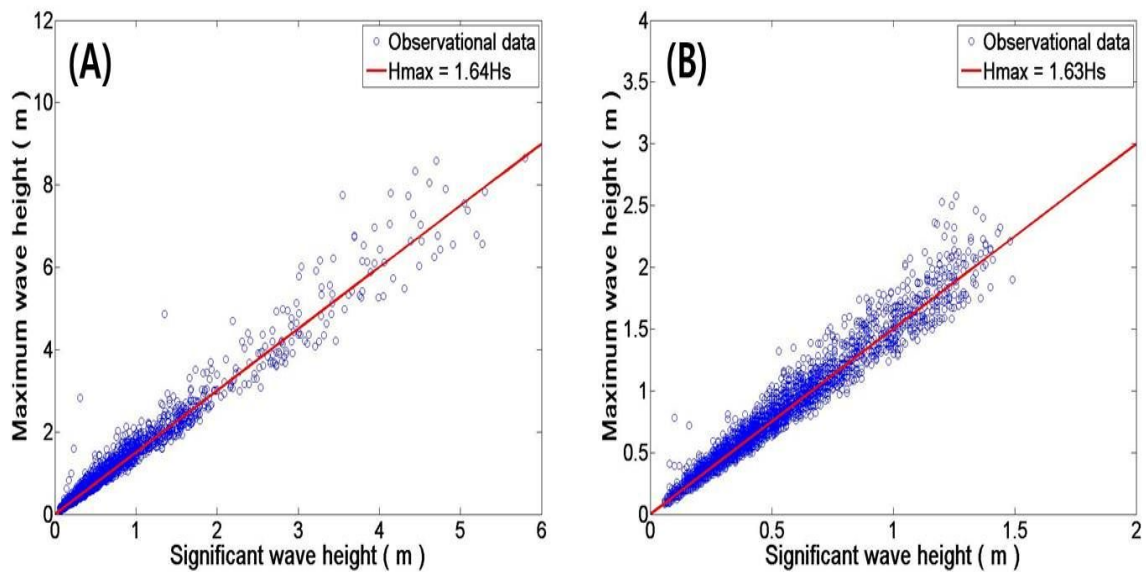 (A)
Observational data
Hmax = 1.64Hs
Maximum wave height ( m )
12
10
8
6
4
2
0
0 1 2 3 4 5 6
Significant wave height ( m )
(B)
Observational data
Hmax = 1.63Hs
Maximum wave height ( m )
4
3.5
3
2.5
2
1.5
1
0.5
0
0 0.5 1 1.5 2
Significant wave height ( m )